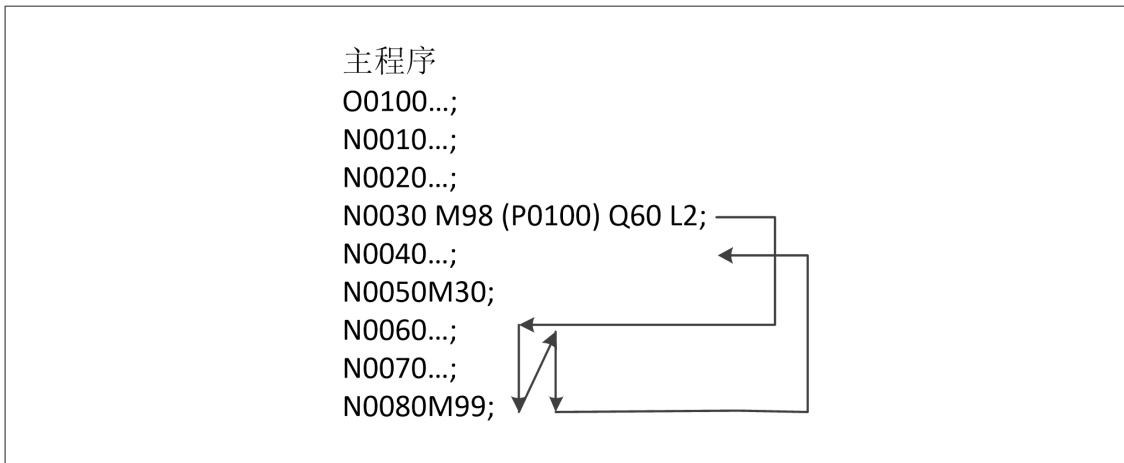 主程序
O0100...;
N0010...;
N0020...;
N0030 M98 (P0100) Q60 L2;
N0040...;
N0050M30;
N0060...;
N0070...;
N0080M99;